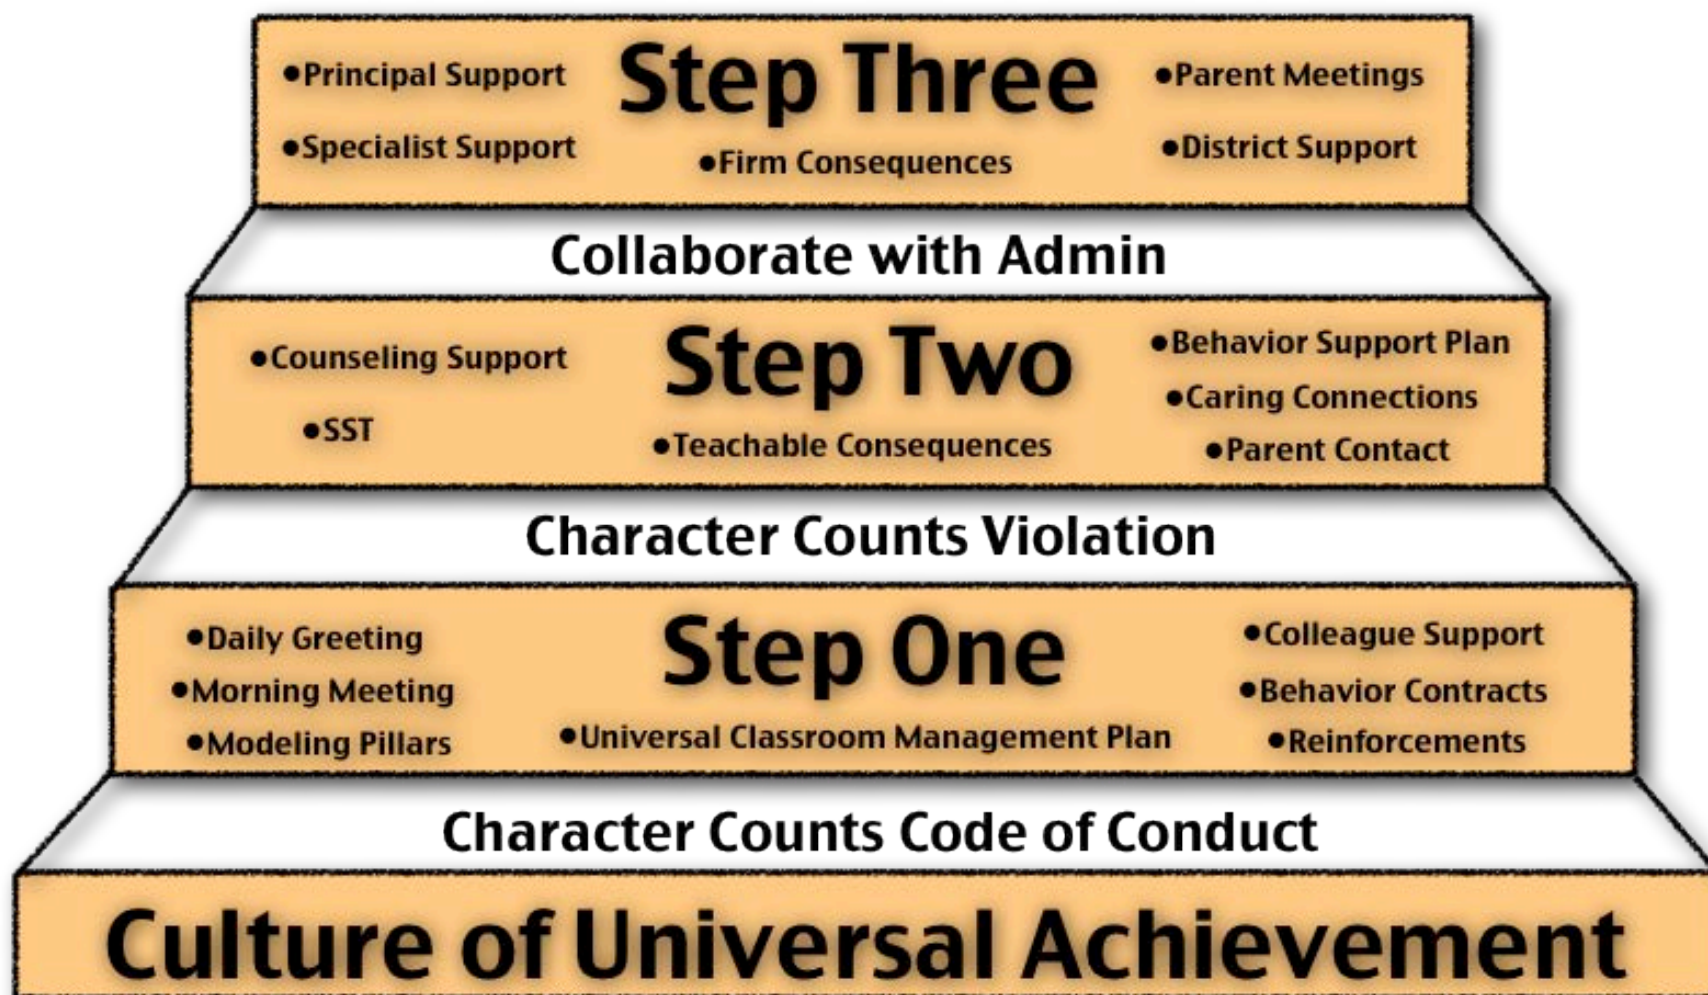 Step Three
•Principal Support
•Specialist Support
•Firm Consequences
•Parent Meetings
•District Support
Collaborate with Admin
Step Two
•Counseling Support
•SST
•Teachable Consequences
•Behavior Support Plan
•Caring Connections
•Parent Contact
Character Counts Violation
Step One
•Daily Greeting
•Morning Meeting
•Modeling Pillars
•Universal Classroom Management Plan
•Colleague Support
•Behavior Contracts
•Reinforcements
Character Counts Code of Conduct
Culture of Universal Achievement